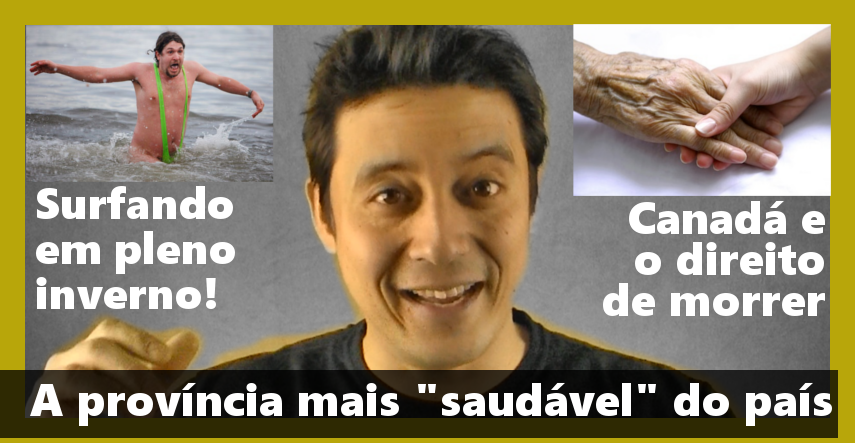 Surfando
em pleno
inverno!
Canadá e
o direito
de morrer
A província mais "saudável" do país